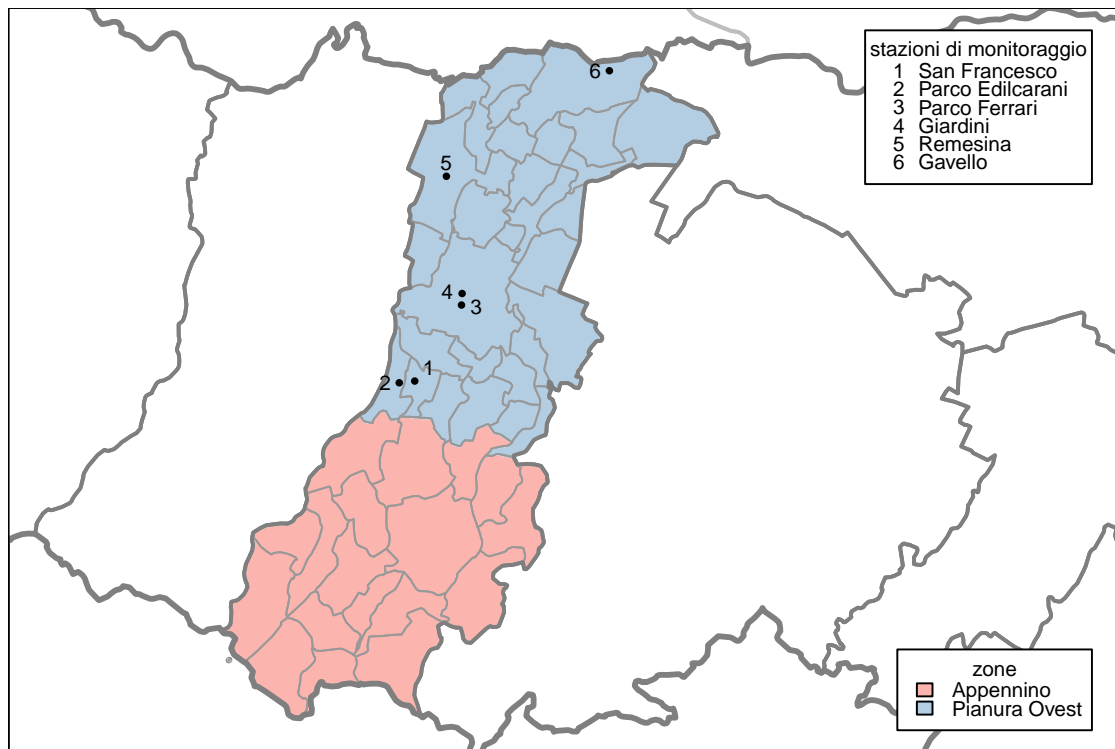 stazioni di monitoraggio
1 San Francesco
2 Parco Edilcarani
3 Parco Ferrari
4 Giardini
5 Remesina
6 Gavello
6
5
4
3
1
2
zone
Appennino
Pianura Ovest